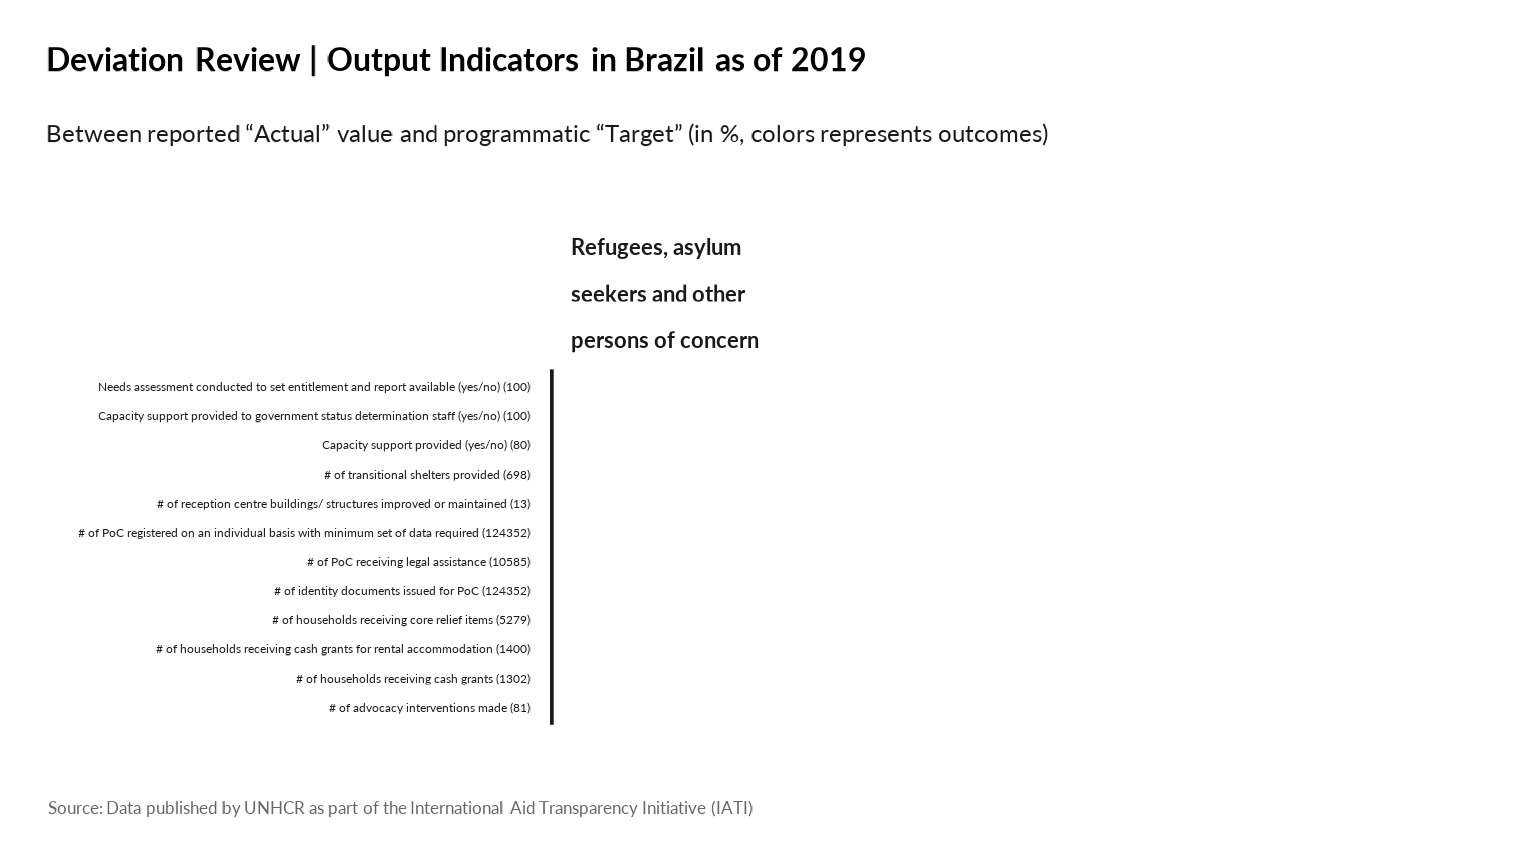 Deviation Review | Output Indicators in Brazil as of 2019
Between reported “Actual” value and programmatic “Target” (in %, colors represents outcomes)
Refugees, asylum
seekers and other
persons of concern
Needs assessment conducted to set entitlement and report available (yes/no) (100)
Capacity support provided to government status determination staff (yes/no) (100)
Capacity support provided (yes/no) (80)
# of transitional shelters provided (698)
# of reception centre buildings/ structures improved or maintained (13)
# of PoC registered on an individual basis with minimum set of data required (124352)
# of PoC receiving legal assistance (10585)
# of identity documents issued for PoC (124352)
# of households receiving core relief items (5279)
# of households receiving cash grants for rental accommodation (1400)
# of households receiving cash grants (1302)
# of advocacy interventions made (81)
Source: Data published by UNHCR as part of the International Aid Transparency Initiative (IATI)